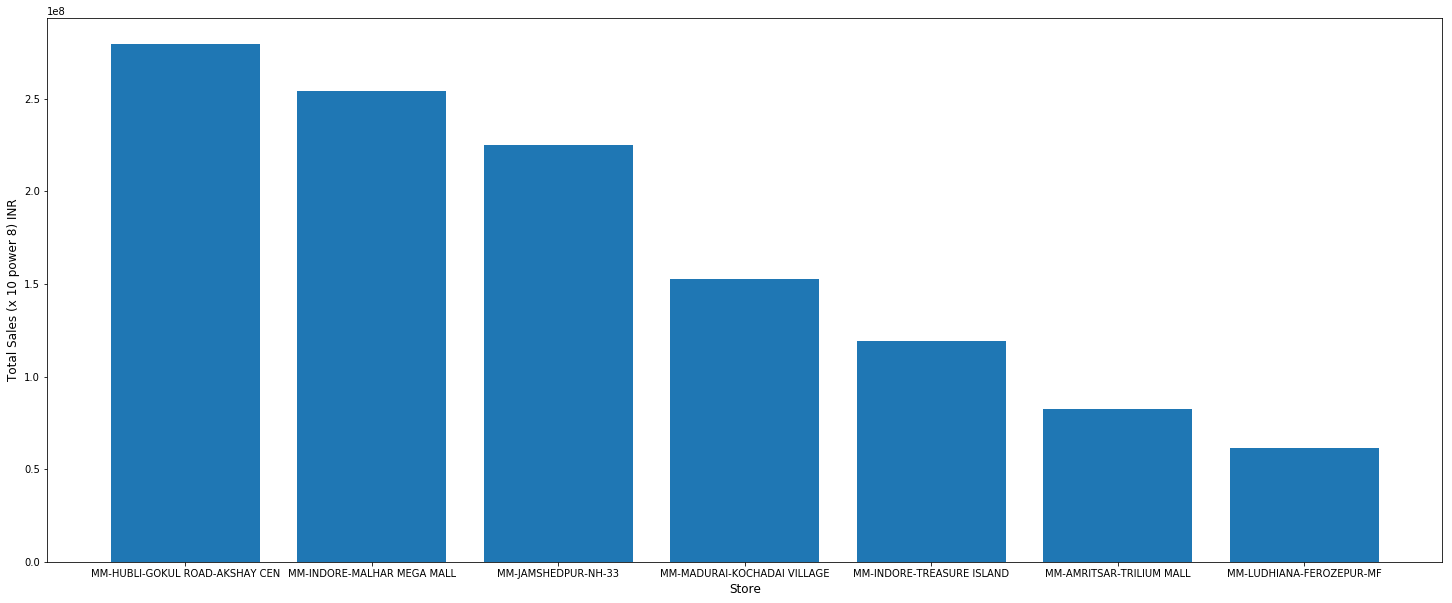 1e8
Total Sales (x 10 power 8) INR
2.5
2.0
1.5
1.0
0.5
0.0
MM-HUBLI-GOKUL ROAD-AKSHAY CEN
MM-INDORE-MALHAR MEGA MALL
MM-JAMSHEDPUR-NH-33
MM-MADURAI-KOCHADAI VILLAGE
MM-INDORE-TREASURE ISLAND
MM-AMRITSAR-TRILIUM MALL
MM-LUDHIANA-FEROZEPUR-MF
Store